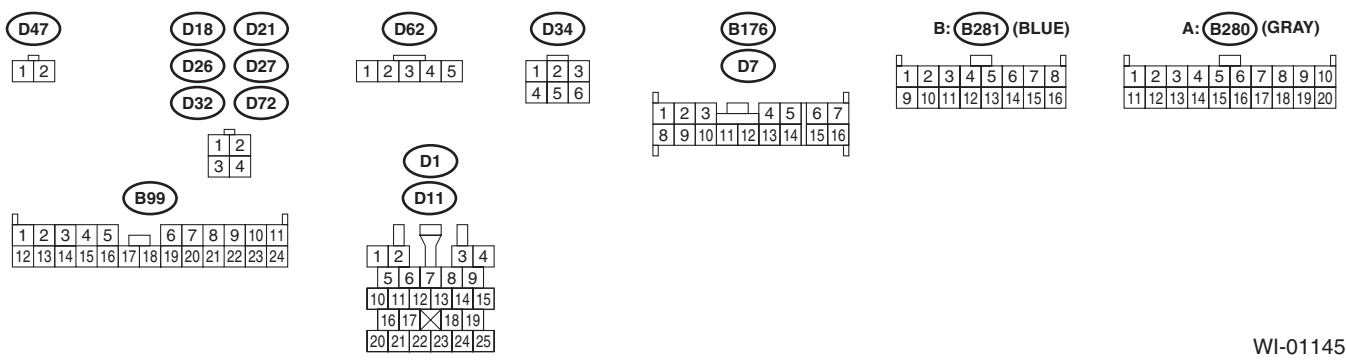 D47
1 2
D18 D21
D26 D27
D32 D72
1 2
3 4
D62
1 2 3 4 5
D34
1 2 3
4 5 6
B176
D7
1 2 3 4 5 6 7
8 9 10 11 12 13 14 15 16
B: B281 (BLUE)
1 2 3 4 5 6 7 8
9 10 11 12 13 14 15 16
A: B280 (GRAY)
1 2 3 4 5 6 7 8 9 10
11 12 13 14 15 16 17 18 19 20
B99
1 2 3 4 5 6 7 8 9 10 11
12 13 14 15 16 17 18 19 20 21 22 23 24
D1
D11
1 2 3 4
5 6 7 8 9
10 11 12 13 14 15
16 17 18 19
20 21 22 23 24 25
WI-01145